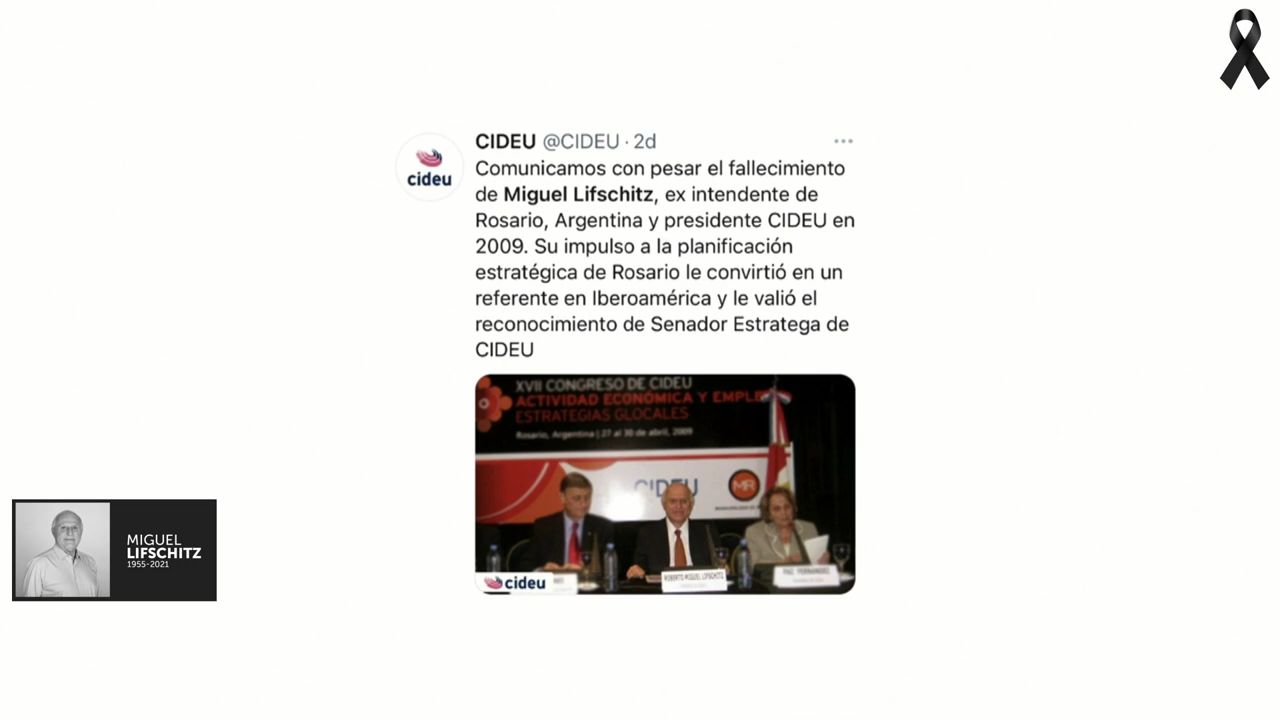 CIDEU @CIDEU · 2d
cideu
Comunicamos con pesar el fallecimiento
de Miguel Lifschitz, ex intendente de
Rosario, Argentina y presidente CIDEU en
2009. Su impulso a la planificación
estratégica de Rosario le convirtió en un
referente en Iberoamérica y le valió el
reconocimiento de Senador Estratega de
CIDEU
XVII CONGRESO DE CIDEU
ACTIVIDAD ECONÓMICA Y EMPLE
ESTRATEGIAS GLOCALES
Rosario, Argentina | 27 al 30 de abril, 2009
CIDEU
MR
ROBERTO MIGUEL LIFSCHITZ
FERNÁNDEZ
cideu
MIGUEL
LIFSCHITZ
1955-2021